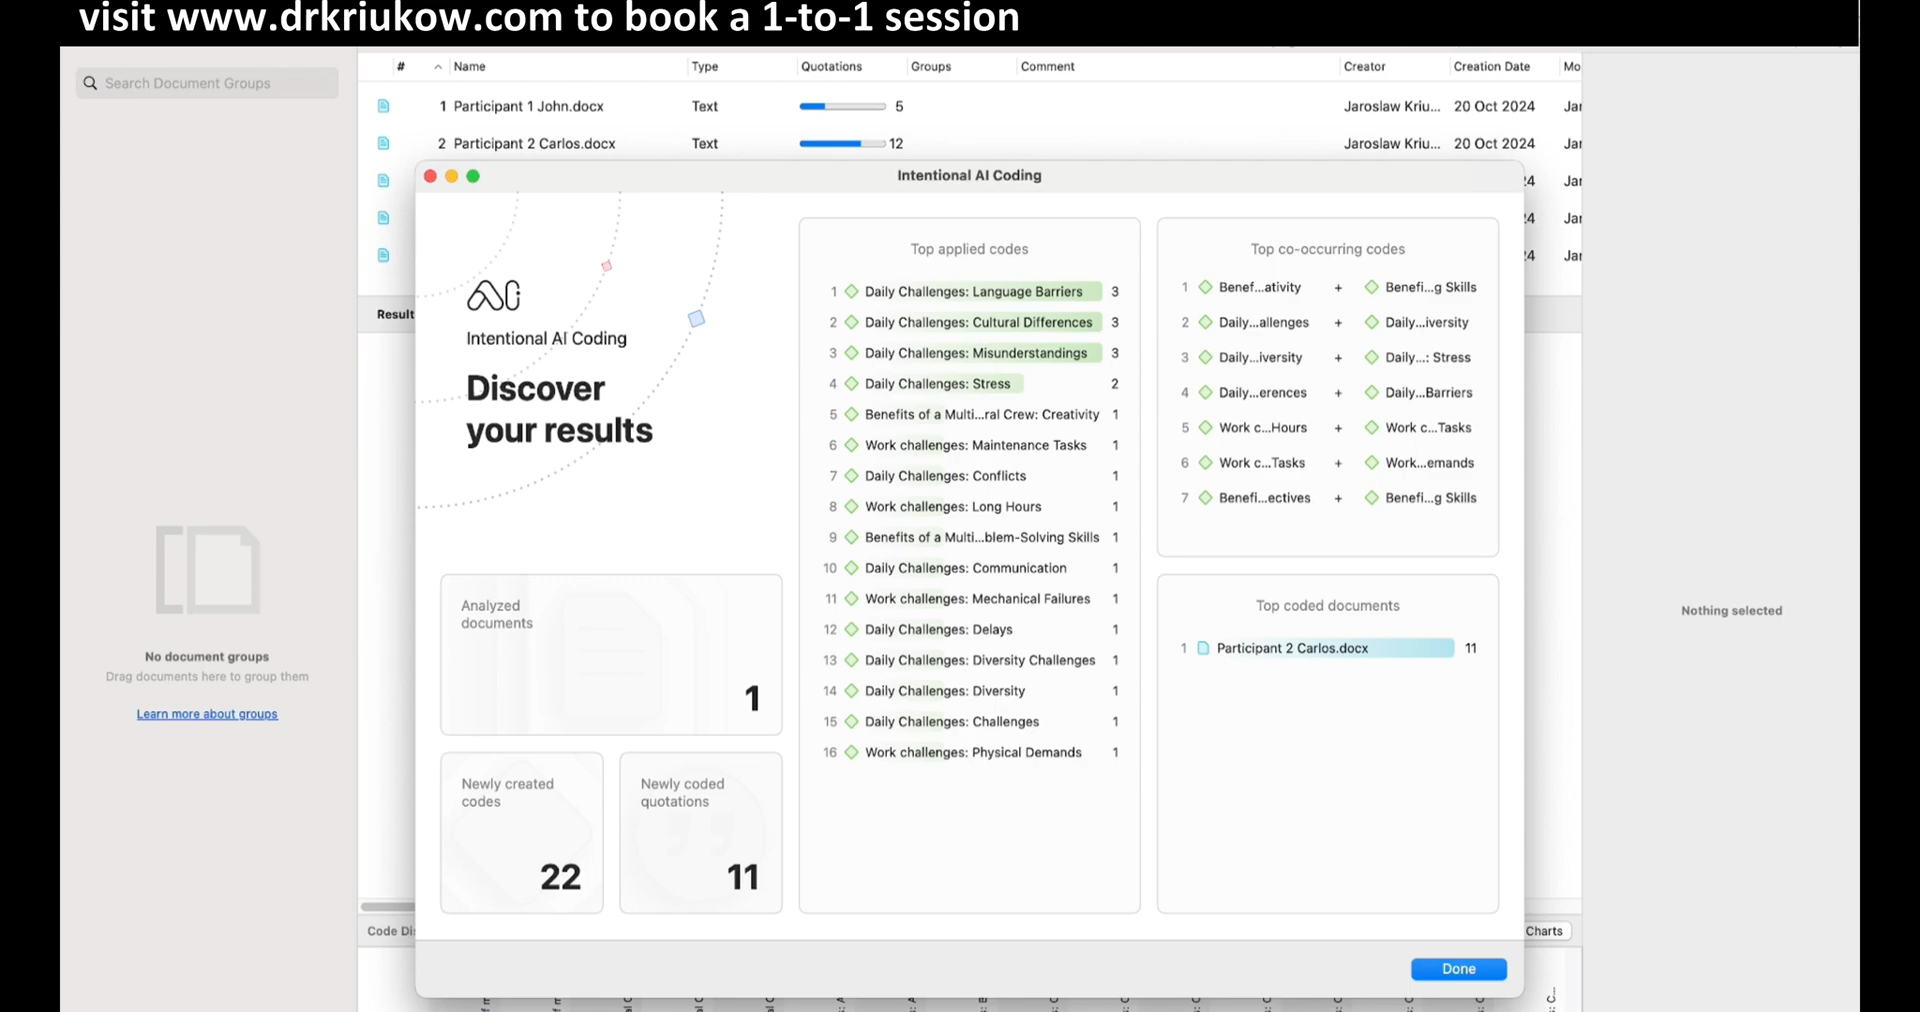 visit www.drkriukow.com to book a 1-to-1 session
Search Document Groups
# Name Type Quotations Groups Comment Creator Creation Date Mo
1 Participant 1 John.docx Text 5 Jaroslaw Kriu... 20 Oct 2024 Jar
2 Participant 2 Carlos.docx Text 12 Jaroslaw Kriu... 20 Oct 2024 Jar
24 Jar
24 Jar
24 Jar
Result
Intentional AI Coding
Intentional AI Coding
Discover
your results
Analyzed
documents
1
Newly created
codes
22
Newly coded
quotations
11
Top applied codes
1 Daily Challenges: Language Barriers 3
2 Daily Challenges: Cultural Differences 3
3 Daily Challenges: Misunderstandings 3
4 Daily Challenges: Stress 2
5 Benefits of a Multi...ral Crew: Creativity 1
6 Work challenges: Maintenance Tasks 1
7 Daily Challenges: Conflicts 1
8 Work challenges: Long Hours 1
9 Benefits of a Multi...blem-Solving Skills 1
10 Daily Challenges: Communication 1
11 Work challenges: Mechanical Failures 1
12 Daily Challenges: Delays 1
13 Daily Challenges: Diversity Challenges 1
14 Daily Challenges: Diversity 1
15 Daily Challenges: Challenges 1
16 Work challenges: Physical Demands 1
Top co-occurring codes
1 Benef...ativity + Benefi...g Skills
2 Daily...allenges + Daily...iversity
3 Daily...iversity + Daily...: Stress
4 Daily...erences + Daily...Barriers
5 Work c...Hours + Work c...Tasks
6 Work c...Tasks + Work...emands
7 Benefi...ectives + Benefi...g Skills
Top coded documents
1 Participant 2 Carlos.docx 11
Done
No document groups
Drag documents here to group them
Learn more about groups
Nothing selected
Code Di
Charts